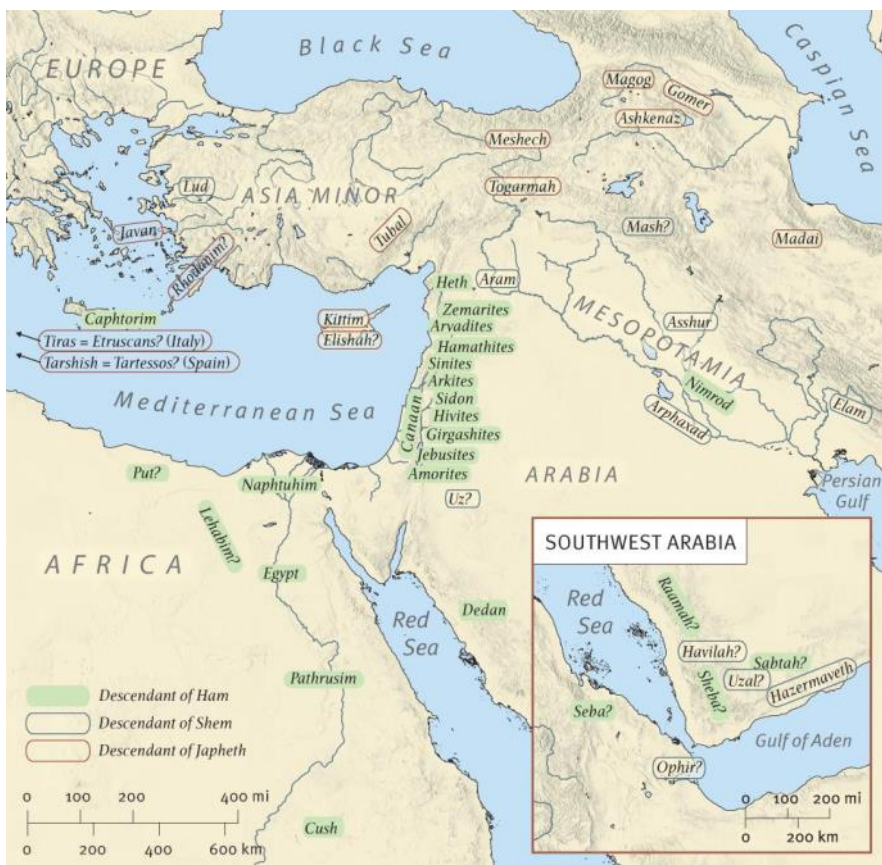 Black Sea
Caspian Sea
EUROPE
Magog
Gomer
Ashkenaz
Meshech
Lud
ASIA MINOR
Togarmah
Mash?
Javan
Tubal
Madai
Rhodanim?
Heth
Aram
Caphtorim
Kittim
Zemarites
Arvadites
Asshur
MESOPOTAMIA
Tiras = Etruscans? (Italy)
Elishah?
Hamathites
Tarshish = Tartessos? (Spain)
Sinites
Arkites
Nimrod
Mediterranean Sea
Sidon
Canaan
Hivites
Arphaxad
Elam
Girgashites
Jebusites
Put?
Naphtuhim
Amorites
ARABIA
Persian
Gulf
Uz?
Lehabim?
AFRICA
Egypt
Red
Sea
Dedan
Pathrusim
Cush
Descendant of Ham
Descendant of Shem
Descendant of Japheth
0 100 200 400 mi
0 200 400 600 km
SOUTHWEST ARABIA
Red
Sea
Raamah?
Havilah?
Sabtah?
Uzal?
Hazermaveth
Sheba?
Seba?
Gulf of Aden
Ophir?
0 100 200 mi
0 200 km